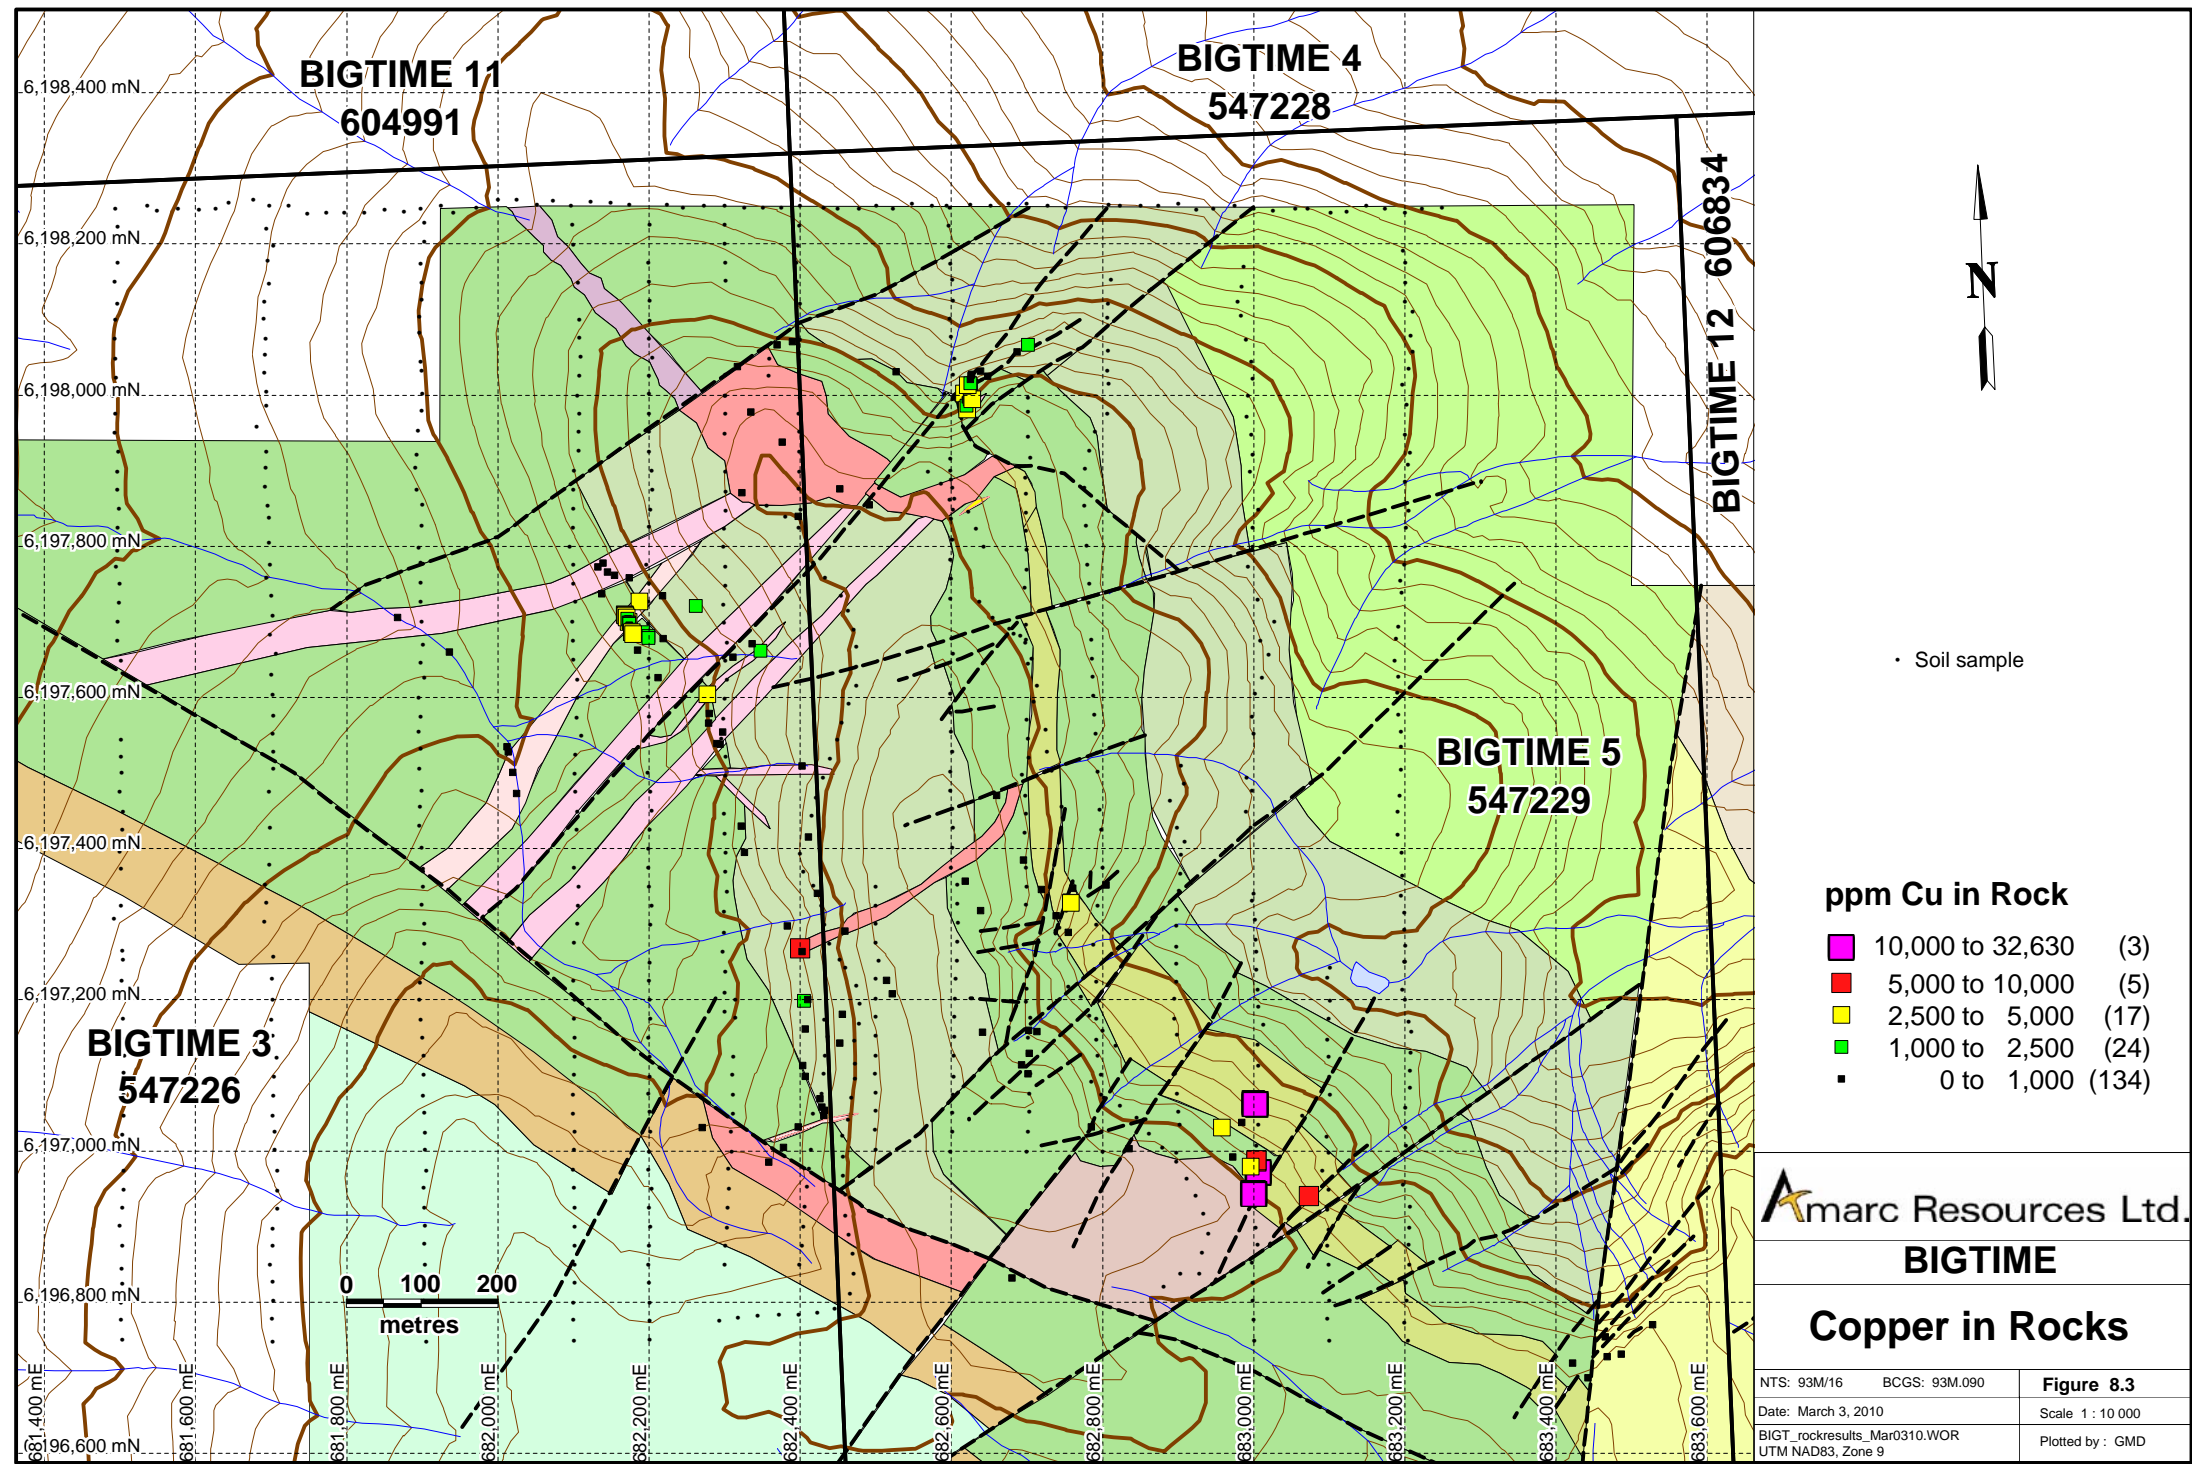 BIGTIME 11
604991
BIGTIME 4
547228
6,198,400 mN
6,198,200 mN
6,198,000 mN
6,197,800 mN
6,197,600 mN
6,197,400 mN
6,197,200 mN
6,197,000 mN
6,196,800 mN
6,196,600 mN
BIGTIME 12 606834
BIGTIME 5
547229
BIGTIME 3
547226
0 100 200
metres
681,400 mE
681,600 mE
681,800 mE
682,000 mE
682,200 mE
682,400 mE
682,600 mE
682,800 mE
683,000 mE
683,200 mE
683,400 mE
683,600 mE
N
Soil sample
ppm Cu in Rock
10,000 to 32,630 (3)
5,000 to 10,000 (5)
2,500 to 5,000 (17)
1,000 to 2,500 (24)
0 to 1,000 (134)
Amarc Resources Ltd.
BIGTIME
Copper in Rocks
NTS: 93M/16 BCGS: 93M.090
Figure 8.3
Date: March 3, 2010
Scale 1 : 10 000
BIGT_rockresults_Mar0310.WOR
UTM NAD83, Zone 9
Plotted by : GMD